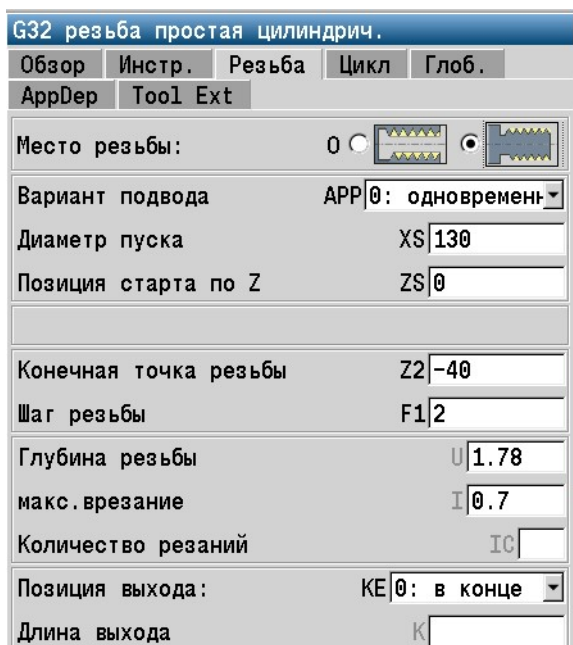 G32 резьба простая цилиндрич.
Обзор Инстр. Резьба Цикл Глоб.
AppDep Tool Ext
Место резьбы: O
Вариант подвода APP 0: одновременн
Диаметр пуска XS 130
Позиция старта по Z ZS 0
Конечная точка резьбы Z2 -40
Шаг резьбы F1 2
Глубина резьбы U 1.78
макс.врезание I 0.7
Количество резаний IC
Позиция выхода: KE 0: в конце
Длина выхода K